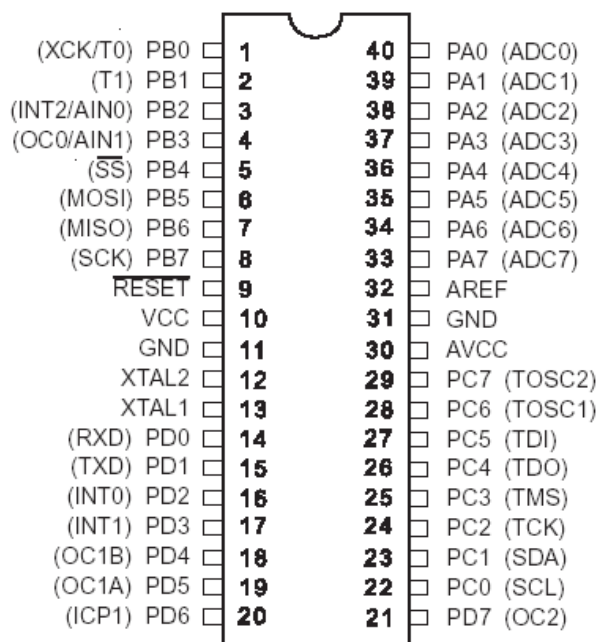 (XCK/T0) PB0 1 40 PA0 (ADC0)
(T1) PB1 2 39 PA1 (ADC1)
(INT2/AIN0) PB2 3 38 PA2 (ADC2)
(OC0/AIN1) PB3 4 37 PA3 (ADC3)
(S̅S̅) PB4 5 36 PA4 (ADC4)
(MOSI) PB5 6 35 PA5 (ADC5)
(MISO) PB6 7 34 PA6 (ADC6)
(SCK) PB7 8 33 PA7 (ADC7)
R̅E̅S̅E̅T̅ 9 32 AREF
VCC 10 31 GND
GND 11 30 AVCC
XTAL2 12 29 PC7 (TOSC2)
XTAL1 13 28 PC6 (TOSC1)
(RXD) PD0 14 27 PC5 (TDI)
(TXD) PD1 15 26 PC4 (TDO)
(INT0) PD2 16 25 PC3 (TMS)
(INT1) PD3 17 24 PC2 (TCK)
(OC1B) PD4 18 23 PC1 (SDA)
(OC1A) PD5 19 22 PC0 (SCL)
(ICP1) PD6 20 21 PD7 (OC2)